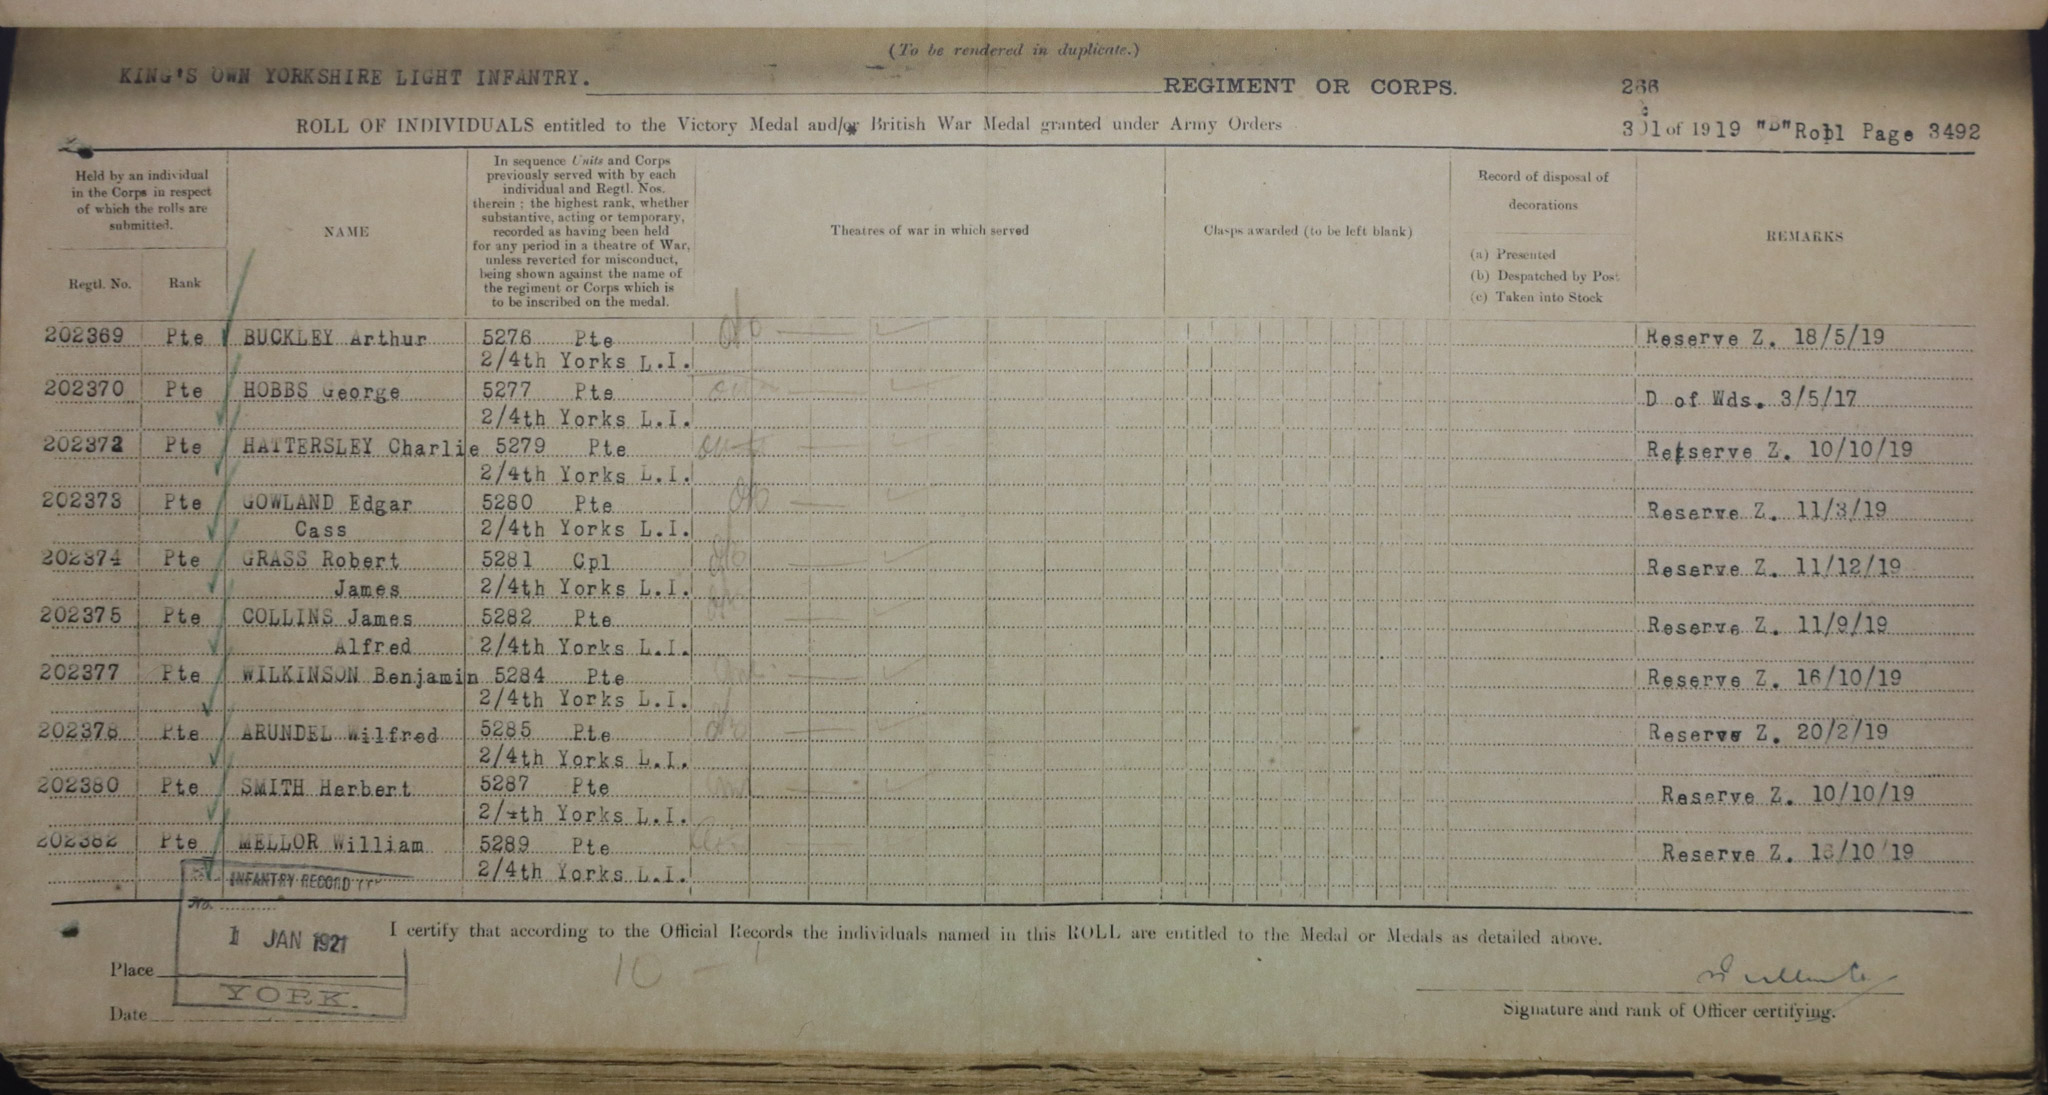 (To be rendered in duplicate.)
KING'S OWN YORKSHIRE LIGHT INFANTRY. REGIMENT OR CORPS. 266
ROLL OF INDIVIDUALS entitled to the Victory Medal and/or British War Medal granted under Army Orders 301 of 1919 "B" Roll Page 3492
Held by an individual
in the Corps in respect
of which the rolls are
submitted.
Regtl. No. Rank
NAME
In sequence Units and Corps
previously served with by each
individual and Regtl. Nos.
therein ; the highest rank, whether
substantive, acting or temporary,
recorded as having been held
for any period in a theatre of War,
unless reverted for misconduct,
being shown against the name of
the regiment or Corps which is
to be inscribed on the medal.
Theatres of war in which served
Clasps awarded (to be left blank)
Record of disposal of
decorations
(a) Presented
(b) Despatched by Post
(c) Taken into Stock
REMARKS
202369 Pte BUCKLEY Arthur 5276 Pte Reserve Z. 18/5/19
2/4th Yorks L.I.
202370 Pte HOBBS George 5277 Pte D of Wds. 3/5/17
2/4th Yorks L.I.
202372 Pte HATTERSLEY Charlie 5279 Pte Reserve Z. 10/10/19
2/4th Yorks L.I.
202373 Pte GOWLAND Edgar 5280 Pte Reserve Z. 11/3/19
Cass 2/4th Yorks L.I.
202374 Pte GRASS Robert 5281 Cpl Reserve Z. 11/12/19
James 2/4th Yorks L.I.
202375 Pte COLLINS James 5282 Pte Reserve Z. 11/9/19
Alfred 2/4th Yorks L.I.
202377 Pte WILKINSON Benjamin 5284 Pte Reserve Z. 16/10/19
2/4th Yorks L.I.
202378 Pte ARUNDEL Wilfred 5285 Pte Reserve Z. 20/2/19
2/4th Yorks L.I.
202380 Pte SMITH Herbert 5287 Pte Reserve Z. 10/10/19
2/4th Yorks L.I.
202382 Pte MELLOR William 5289 Pte Reserve Z.
2/4th Yorks L.I.
INFANTRY RECORD
No.
1 JAN 1921
YORK.
I certify that according to the Official Records the individuals named in this ROLL are entitled to the Medal or Medals as detailed above.
10 -
Place
Date
Signature and rank of Officer certifying.